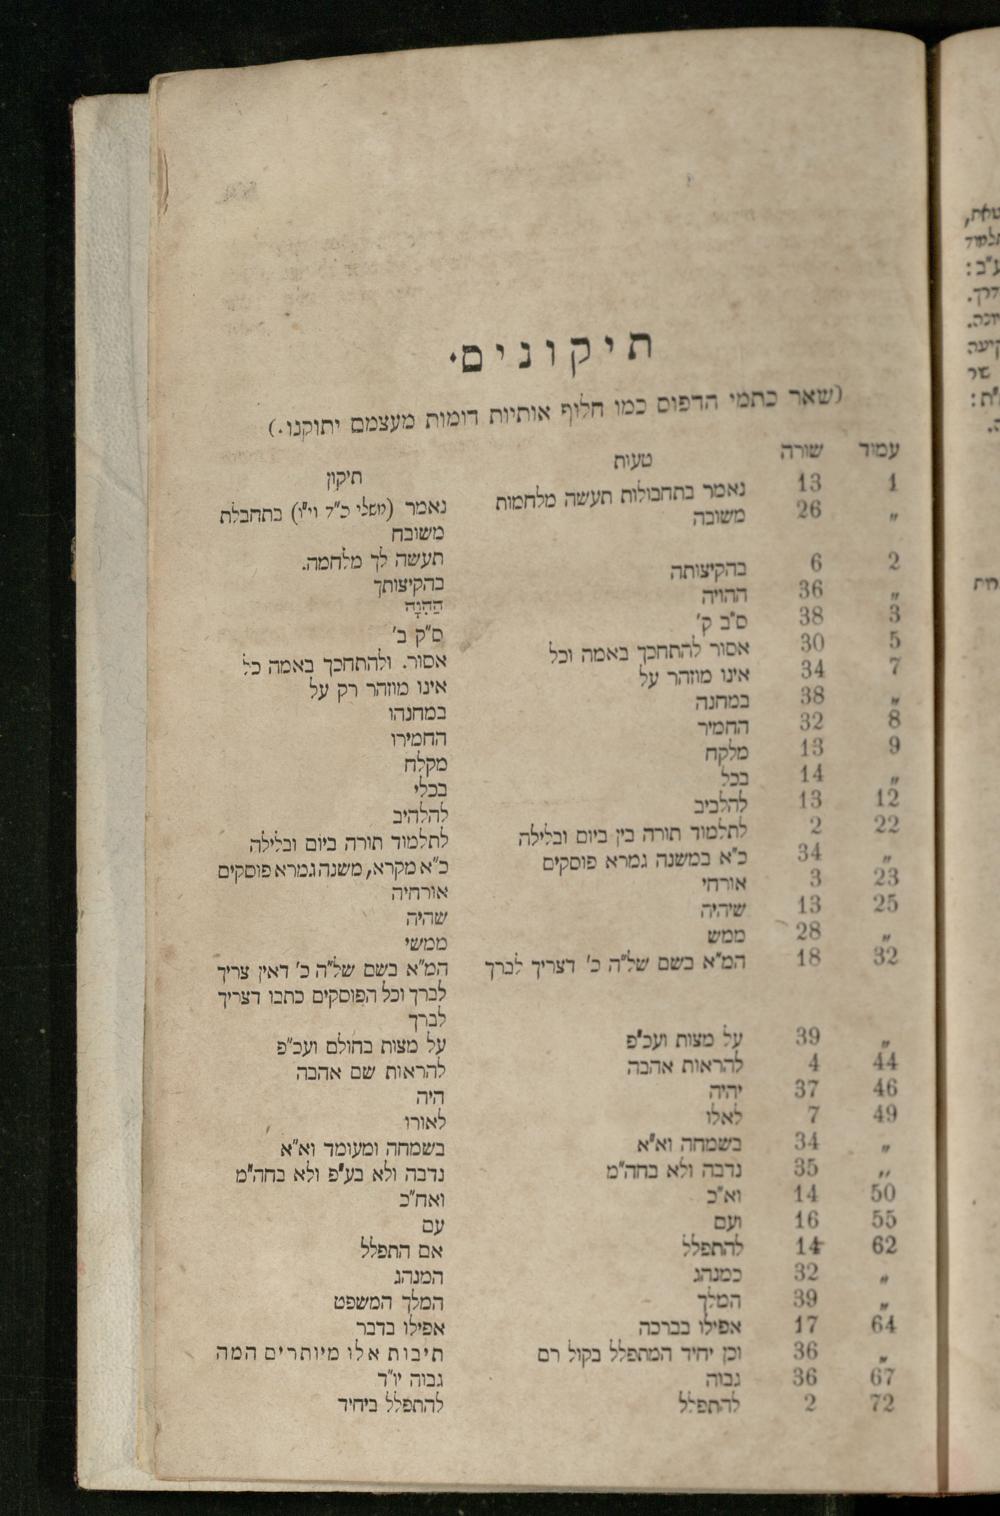 תיקונים.
(שאר כתמי הדפוס כמו חלוף אותיות דומות מעצמם יתוקנו.)
עמוד שורה טעות תיקון
1 13 נאמר בתחבולות תעשה מלחמות נאמר (משלי כ"ד וי"ו) בתחבלת
„ 26 משובה משובח
תעשה לך מלחמה.
2 6 בהקיצותה בהקיצותך
„ 36 ההויה
3 38 ס"ב ק' ס"ק ב'
5 30 אסור להתחכך באמה וכל אסור. ולהתחכך באמה כל
7 34 אינו מוזהר על אינו מוזהר רק על
„ 38 במחנה במחנהו
8 32 החמיר החמירו
9 13 מלקח מקלח
„ 14 בכל בכלי
12 13 להלביב להלהיב
22 2 לתלמוד תורה בין ביום ובלילה לתלמוד תורה ביום ובלילה
„ 34 כ"א במשנה גמרא פוסקים כ"א מקרא, משנה גמרא פוסקים
23 3 אורחי אורחיה
25 13 שיהיה שהיה
„ 28 ממש ממשי
32 18 המ"א בשם של"ה כ' דצריך לברך המ"א בשם של"ה כ' דאין צריך
לברך וכל הפוסקים כתבו דצריך
לברך
„ 39 על מצות ועכ"פ על מצות בחולם ועכ"פ
44 4 להראות אהבה להראות שם אהבה
46 37 יהיה היה
49 7 לאלו לאורו
„ 34 בשמחה וא"א בשמחה ומעומד וא"א
„ 35 נדבה ולא בחה"מ נדבה ולא בע"פ ולא בחה"מ
50 14 וא"כ ואח"כ
55 16 ועם עם
62 14 להתפלל אם התפלל
„ 32 כמנהג המנהג
„ 39 המלך המלך המשפט
64 17 אפילו בברכה אפילו בדבר
„ 36 וכן יחיד המתפלל בקול רם תיבות אלו מיותרים המה
67 36 גבוה גבוה יו"ד
72 2 להתפלל להתפלל ביחיד